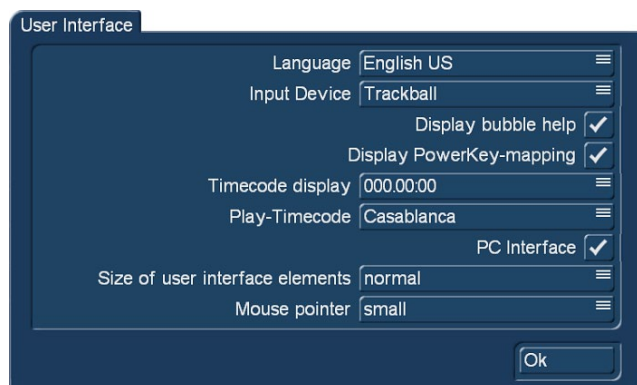 User Interface
Language English US
Input Device Trackball
Display bubble help
Display PowerKey-mapping
Timecode display 000.00:00
Play-Timecode Casablanca
PC Interface
Size of user interface elements normal
Mouse pointer small
Ok